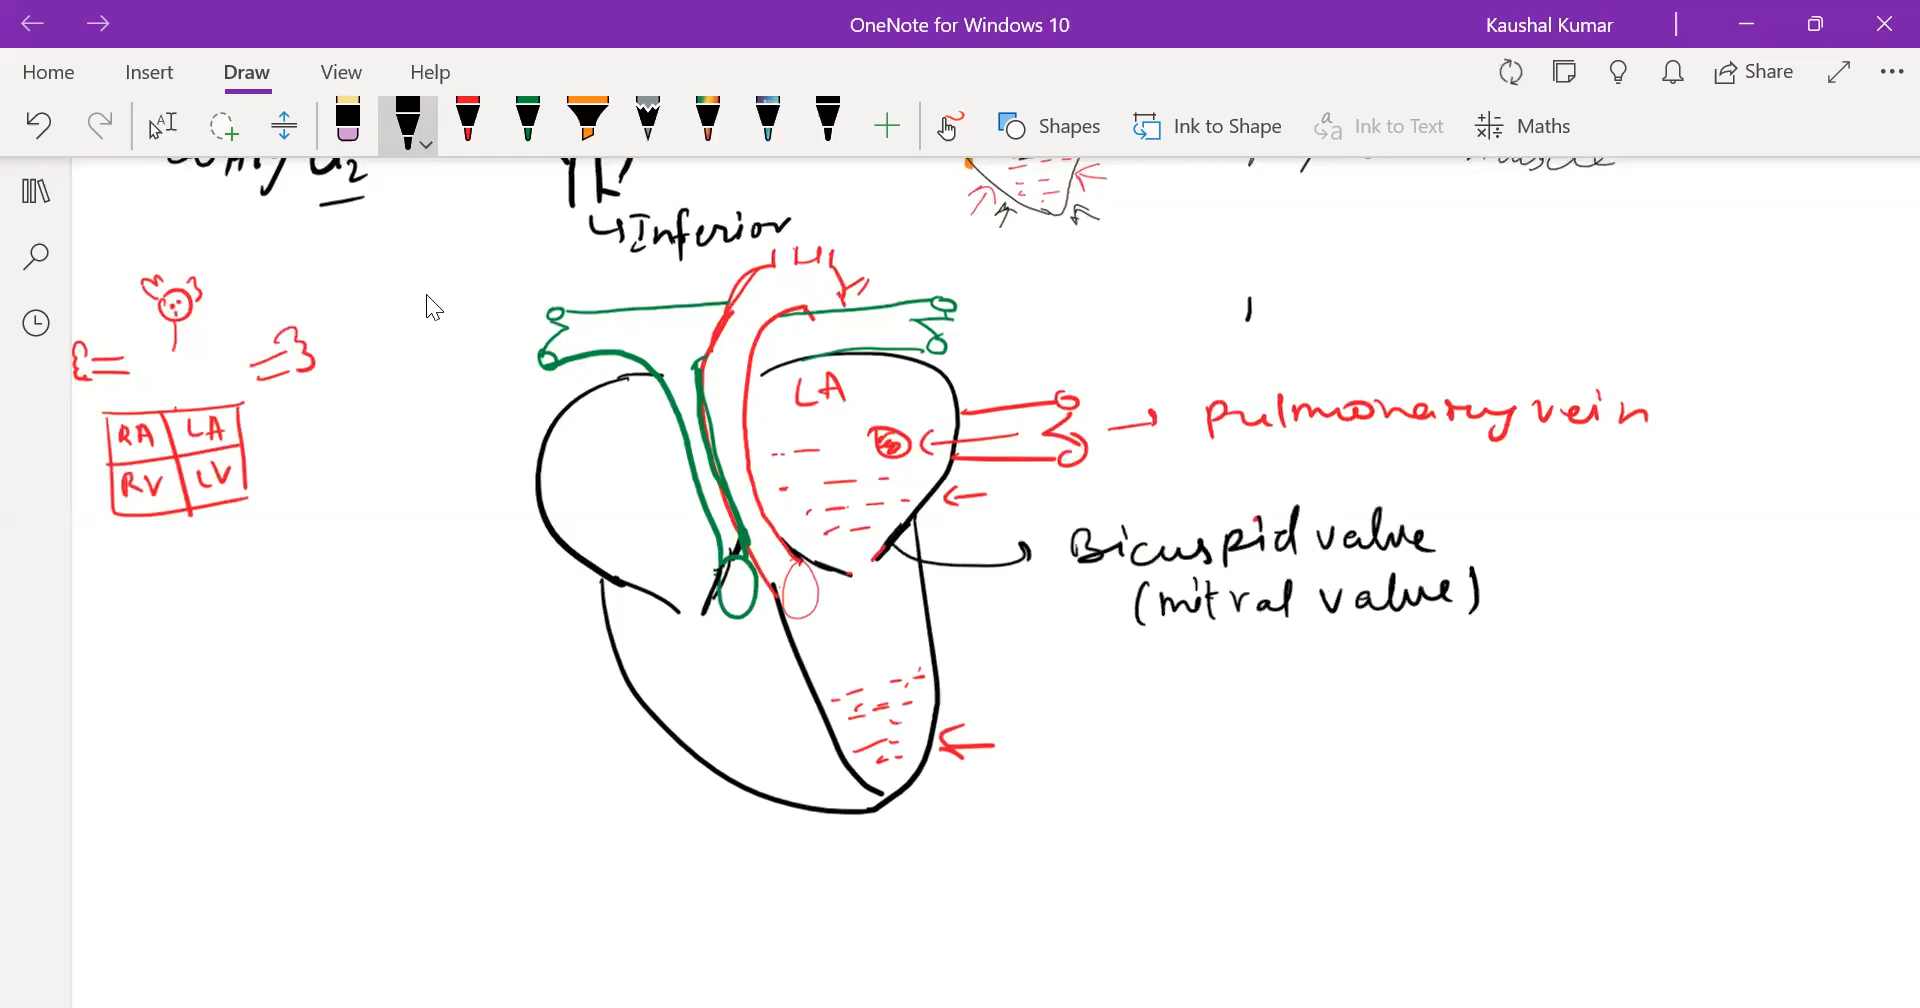 OneNote for Windows 10
Kaushal Kumar
Home Insert Draw View Help
Share
Shapes
Ink to Shape
Ink to Text
Maths
Inferior
LA
RA LA
RV LV
Pulmonary vein
Bicuspid valve
(mitral valve)